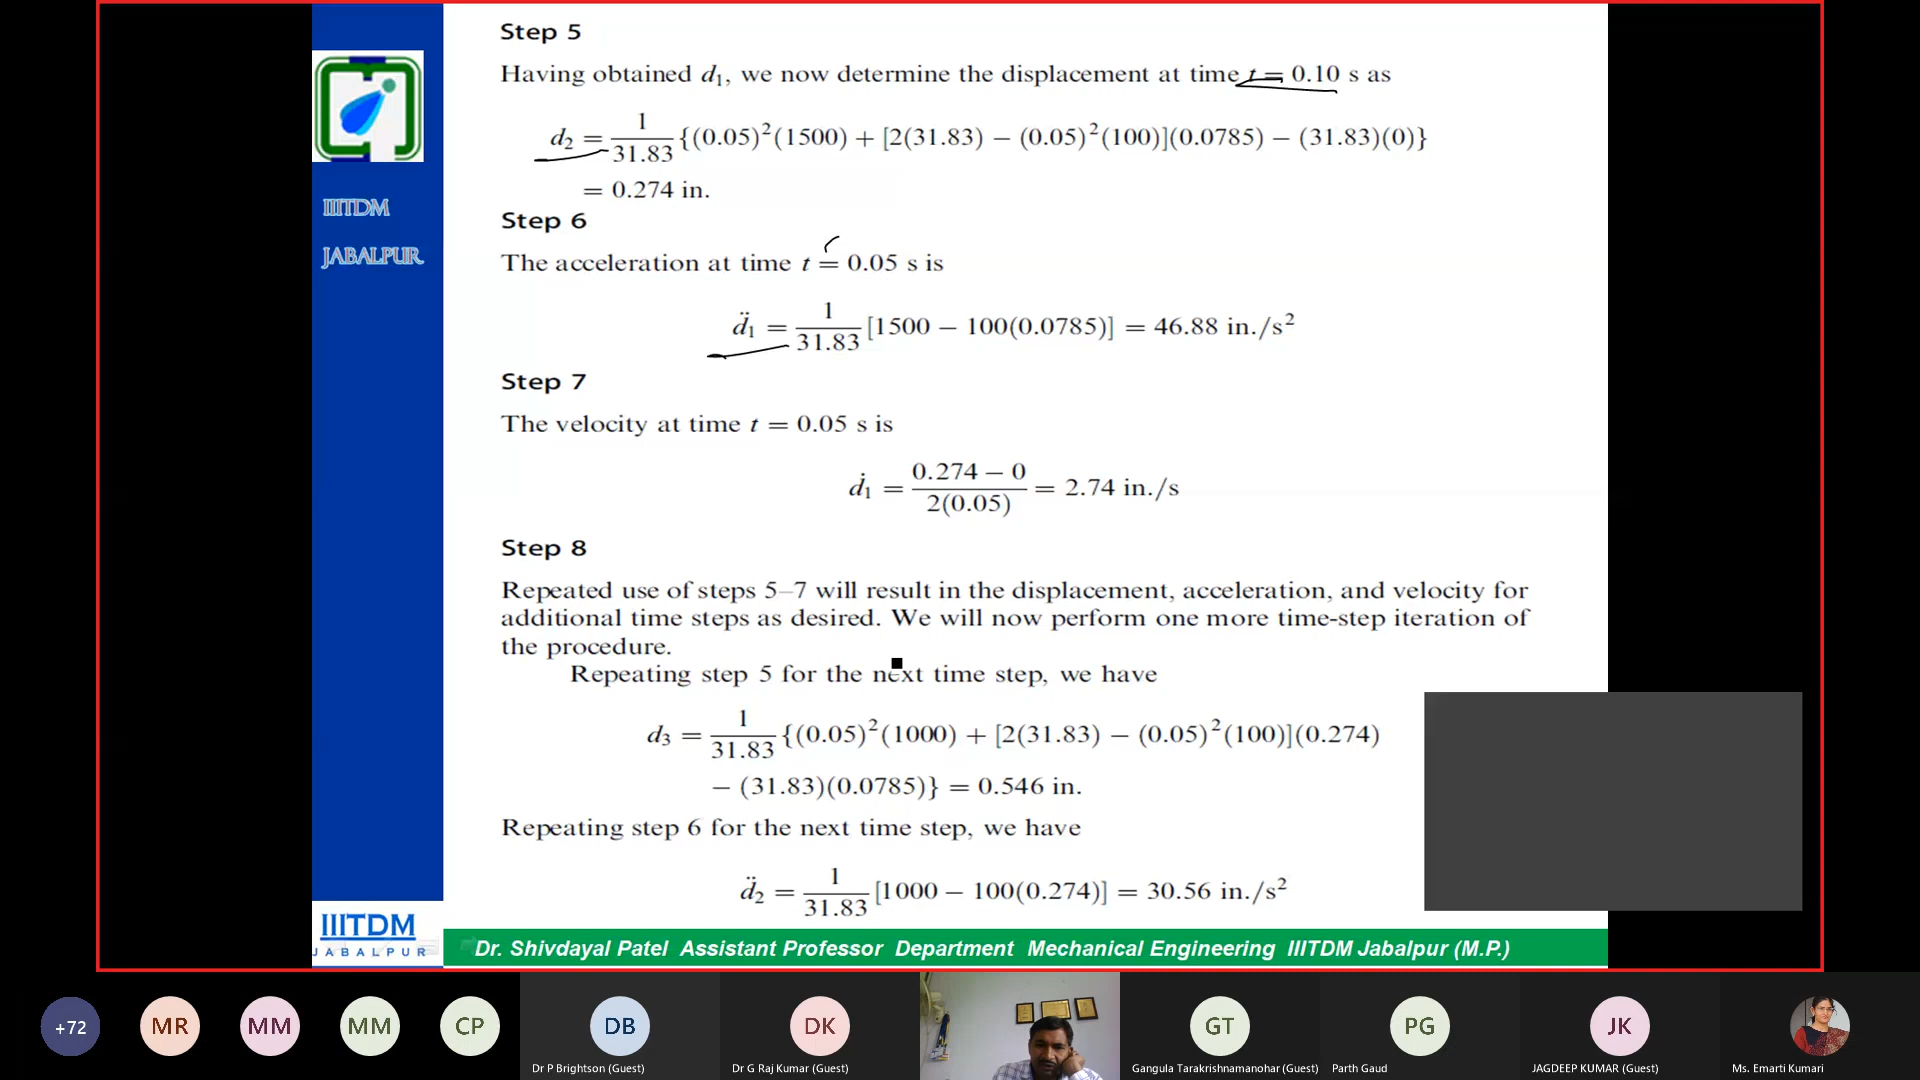 Step 5
Having obtained d₁, we now determine the displacement at time t = 0.10 s as
d₂ = 1/31.83 {(0.05)²(1500) + [2(31.83) − (0.05)²(100)](0.0785) − (31.83)(0)}
= 0.274 in.
Step 6
The acceleration at time t = 0.05 s is
d̈₁ = 1/31.83 [1500 − 100(0.0785)] = 46.88 in./s²
Step 7
The velocity at time t = 0.05 s is
ḋ₁ = (0.274 − 0)/2(0.05) = 2.74 in./s
Step 8
Repeated use of steps 5–7 will result in the displacement, acceleration, and velocity for
additional time steps as desired. We will now perform one more time-step iteration of
the procedure.
Repeating step 5 for the next time step, we have
d₃ = 1/31.83 {(0.05)²(1000) + [2(31.83) − (0.05)²(100)](0.274)
− (31.83)(0.0785)} = 0.546 in.
Repeating step 6 for the next time step, we have
d̈₂ = 1/31.83 [1000 − 100(0.274)] = 30.56 in./s²
IIITDM
JABALPUR
IIITDM
JABALPUR
Dr. Shivdayal Patel Assistant Professor Department Mechanical Engineering IIITDM Jabalpur (M.P.)
+72
MR
MM
MM
CP
DB
DK
GT
PG
JK
Dr P Brightson (Guest)
Dr G Raj Kumar (Guest)
Gangula Tarakrishnamanohar (Guest)
Parth Gaud
JAGDEEP KUMAR (Guest)
Ms. Emarti Kumari